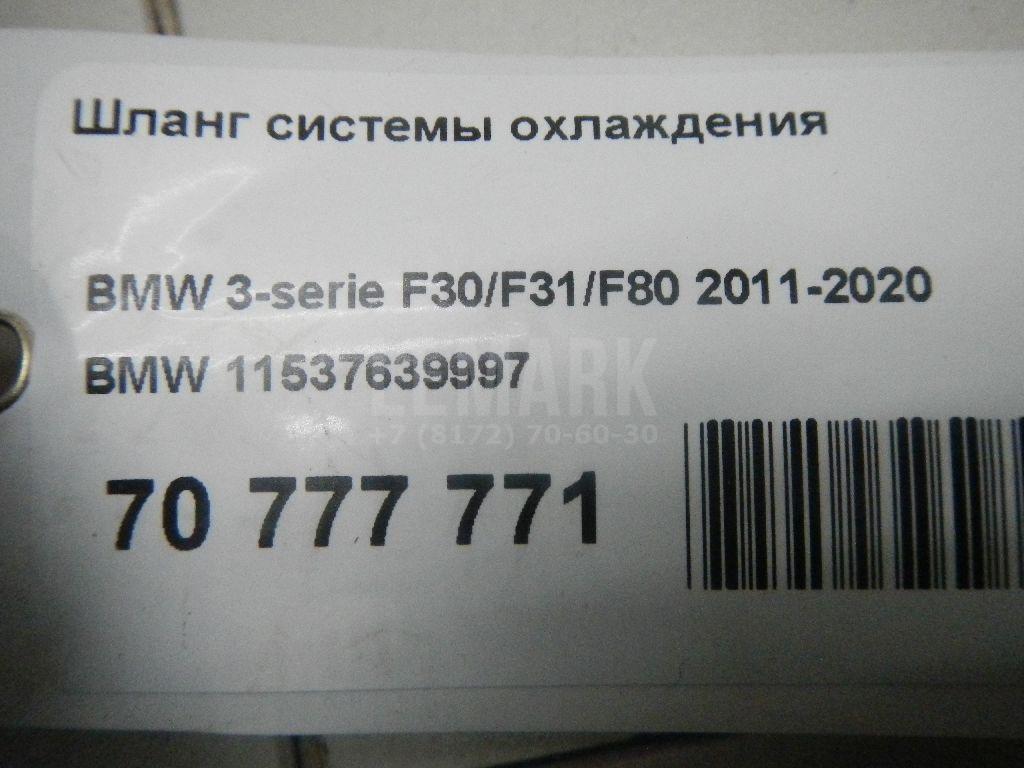 Шланг системы охлаждения
BMW 3-serie F30/F31/F80 2011-2020
BMW 11537639997
+7 (8172) 70-60-30
70 777 771